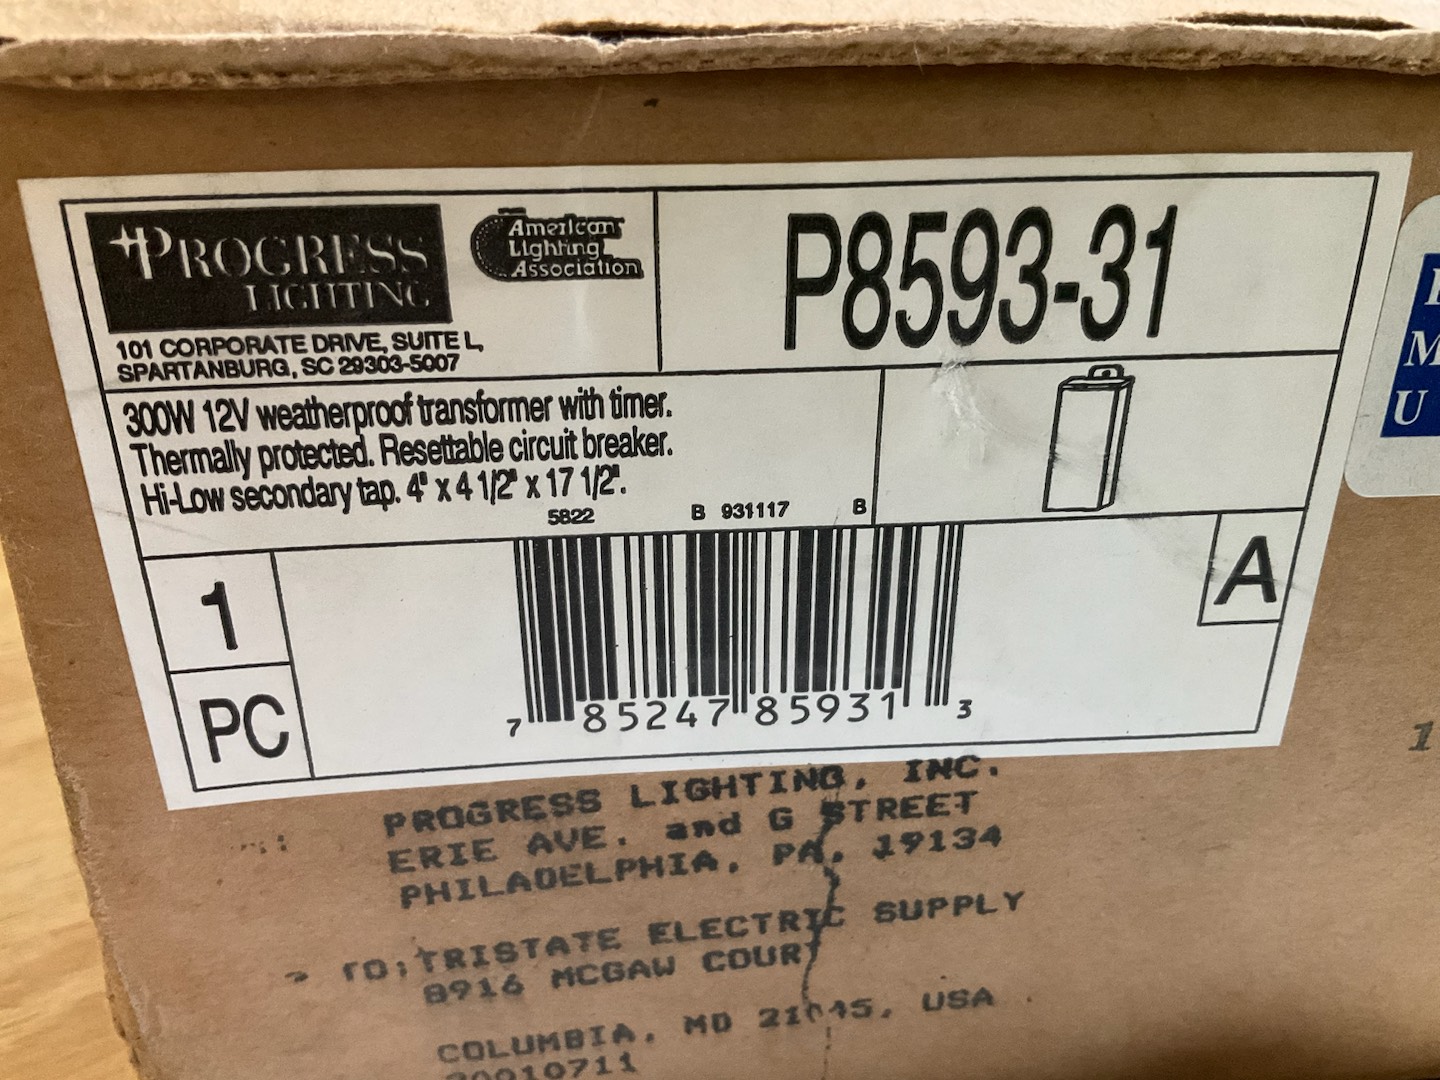 PROGRESS
LIGHTING
American
Lighting
Association
P8593-31
101 CORPORATE DRIVE, SUITE L,
SPARTANBURG, SC 29303-5007
300W 12V weatherproof transformer with timer.
Thermally protected. Resettable circuit breaker.
Hi-Low secondary tap. 4" x 4 1/2" x 17 1/2".
5822 B 931117 B
1
PC
A
7 85247 85931 3
M
U
1
PROGRESS LIGHTING, INC.
ERIE AVE. and G STREET
PHILADELPHIA, PA. 19134
TO: TRISTATE ELECTRIC SUPPLY
8916 MCGAW COURT
COLUMBIA, MD 21045, USA